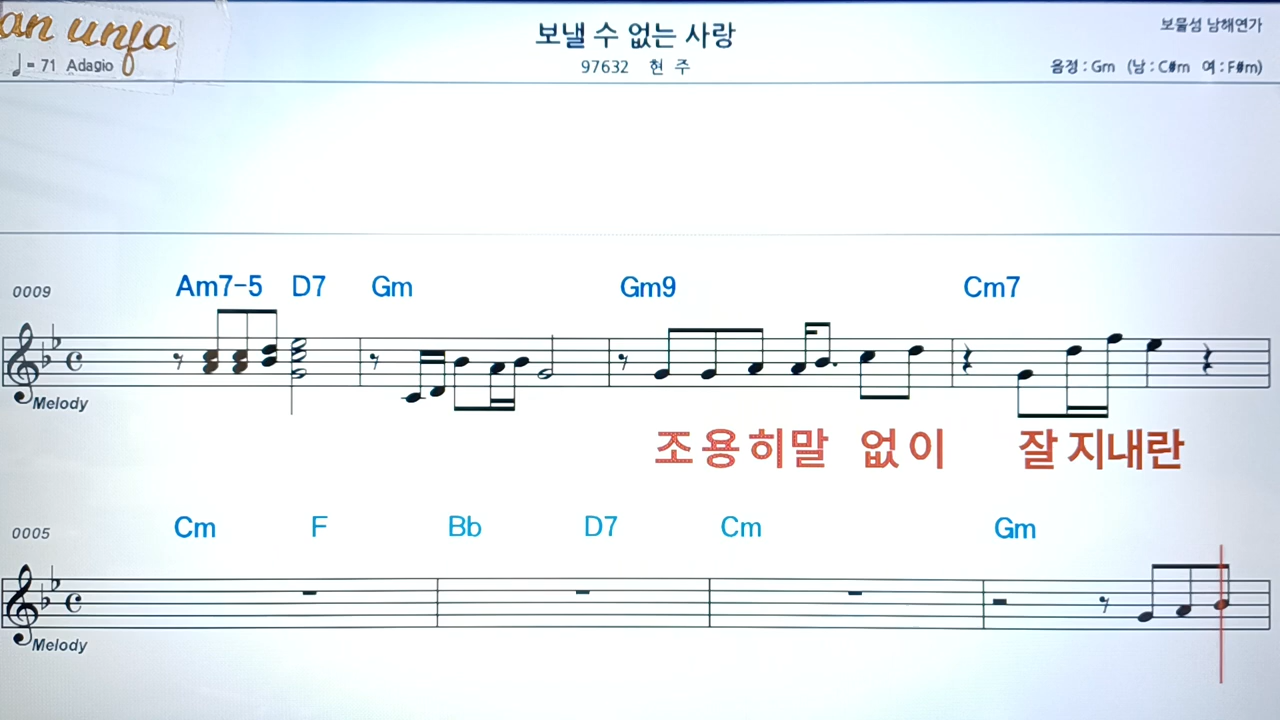 an unfa
보낼 수 없는 사랑
보물섬 남해연가
♩= 71 Adagio
97632 현 주
음정 : Gm (남 : C#m 여 : F#m)
0009
Am7-5 D7 Gm Gm9 Cm7
Melody
조용히말 없이 잘지내란
0005
Cm F Bb D7 Cm Gm
Melody